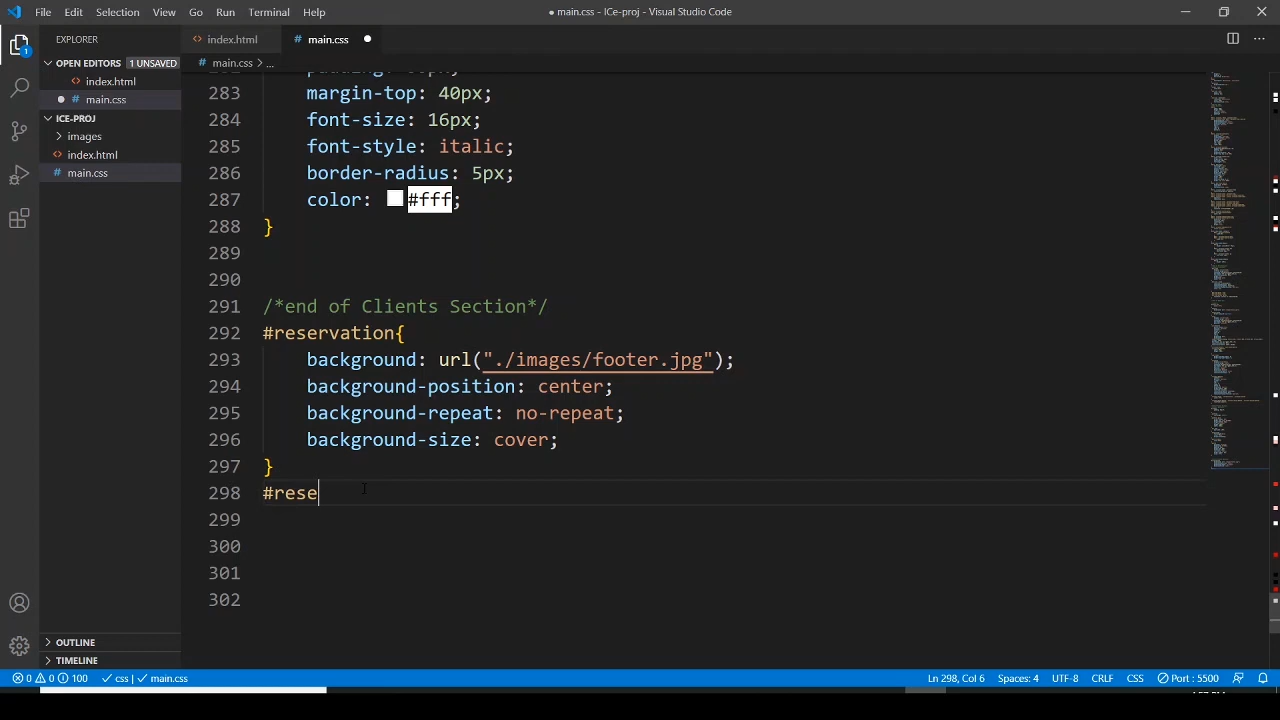 File Edit Selection View Go Run Terminal Help
● main.css - ICe-proj - Visual Studio Code
EXPLORER
index.html
main.css
OPEN EDITORS 1 UNSAVED
main.css > ...
index.html
main.css
ICE-PROJ
images
index.html
main.css
283 margin-top: 40px;
284 font-size: 16px;
285 font-style: italic;
286 border-radius: 5px;
287 color: #fff;
288 }
289
290
291 /*end of Clients Section*/
292 #reservation{
293 background: url("./images/footer.jpg");
294 background-position: center;
295 background-repeat: no-repeat;
296 background-size: cover;
297 }
298 #rese
299
300
301
302
1
OUTLINE
TIMELINE
0 0 100 css | main.css
Ln 298, Col 6 Spaces: 4 UTF-8 CRLF CSS Port : 5500